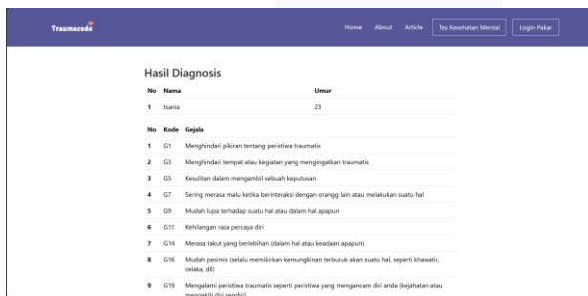 Traumacode
Home About Article Tes Kesehatan Mental Login Pakar
Hasil Diagnosis
No Nama Umur
1 tsania 23
No Kode Gejala
1 G1 Menghindari pikiran tentang peristiwa traumatis
2 G3 Menghindari tempat atau kegiatan yang mengingatkan traumatis
3 G5 Kesulitan dalam mengambil sebuah keputusan
4 G7 Sering merasa malu ketika berinteraksi dengan orangg lain atau melakukan suatu hal
5 G9 Mudah lupa terhadap suatu hal atau dalam hal apapun
6 G11 Kehilangan rasa percaya diri
7 G14 Merasa takut yang berlebihan (dalam hal atau keadaan apapun)
8 G16 Mudah pesimis (selalu memikirkan kemungkinan terburuk akan suatu hal, seperti khawatir,
celaka, dll)
9 G19 Mengalami peristiwa traumatis seperti peristiwa yang mengancam diri anda (kejahatan atau
menyakiti diri sendiri)